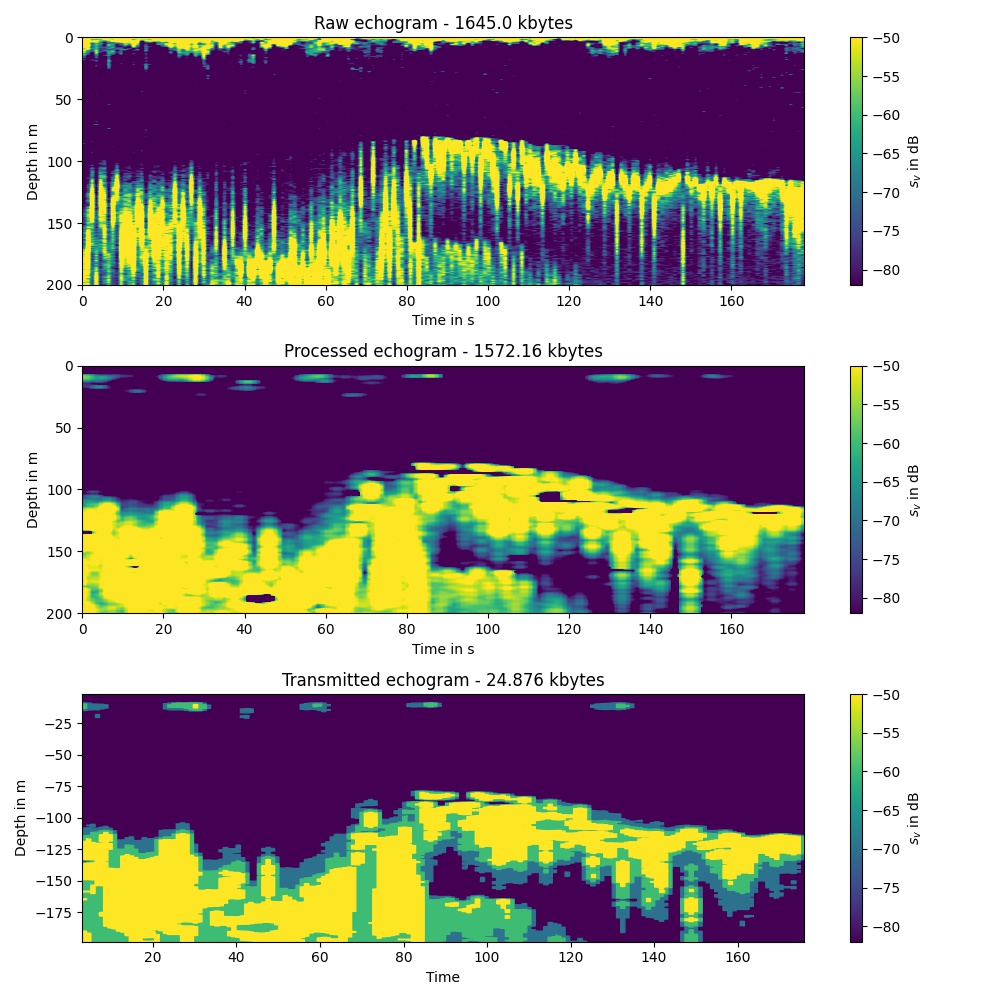 Raw echogram - 1645.0 kbytes
0
50
100
150
200
Depth in m
0 20 40 60 80 100 120 140 160
Time in s
−50
−55
−60
−65
−70
−75
−80
sv in dB
Processed echogram - 1572.16 kbytes
0
50
100
150
200
Depth in m
0 20 40 60 80 100 120 140 160
Time in s
−50
−55
−60
−65
−70
−75
−80
sv in dB
Transmitted echogram - 24.876 kbytes
−25
−50
−75
−100
−125
−150
−175
Depth in m
20 40 60 80 100 120 140 160
Time
−50
−55
−60
−65
−70
−75
−80
sv in dB